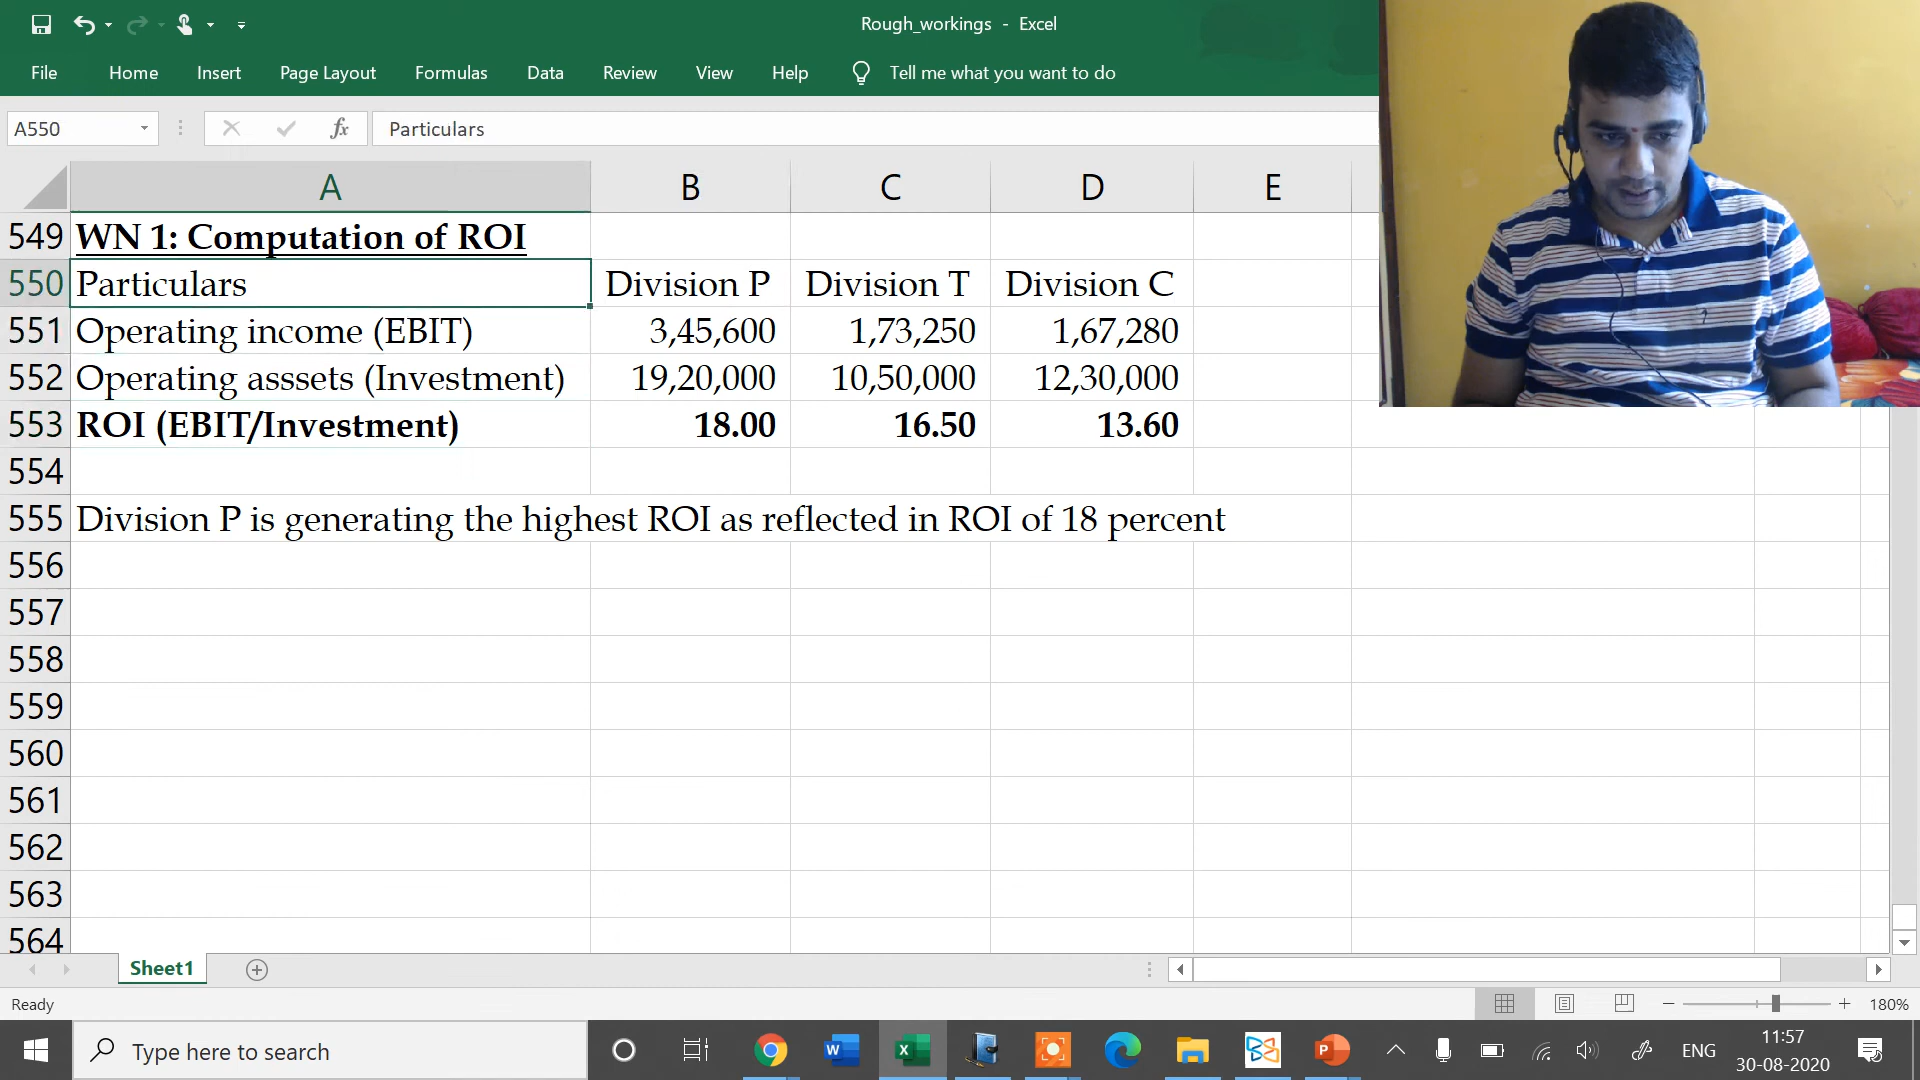 Rough_workings - Excel
File Home Insert Page Layout Formulas Data Review View Help Tell me what you want to do
A550 fx Particulars
A B C D E
549 WN 1: Computation of ROI
550 Particulars Division P Division T Division C
551 Operating income (EBIT) 3,45,600 1,73,250 1,67,280
552 Operating asssets (Investment) 19,20,000 10,50,000 12,30,000
553 ROI (EBIT/Investment) 18.00 16.50 13.60
554
555 Division P is generating the highest ROI as reflected in ROI of 18 percent
556
557
558
559
560
561
562
563
564
Sheet1
Ready 180%
Type here to search ENG 11:57
30-08-2020